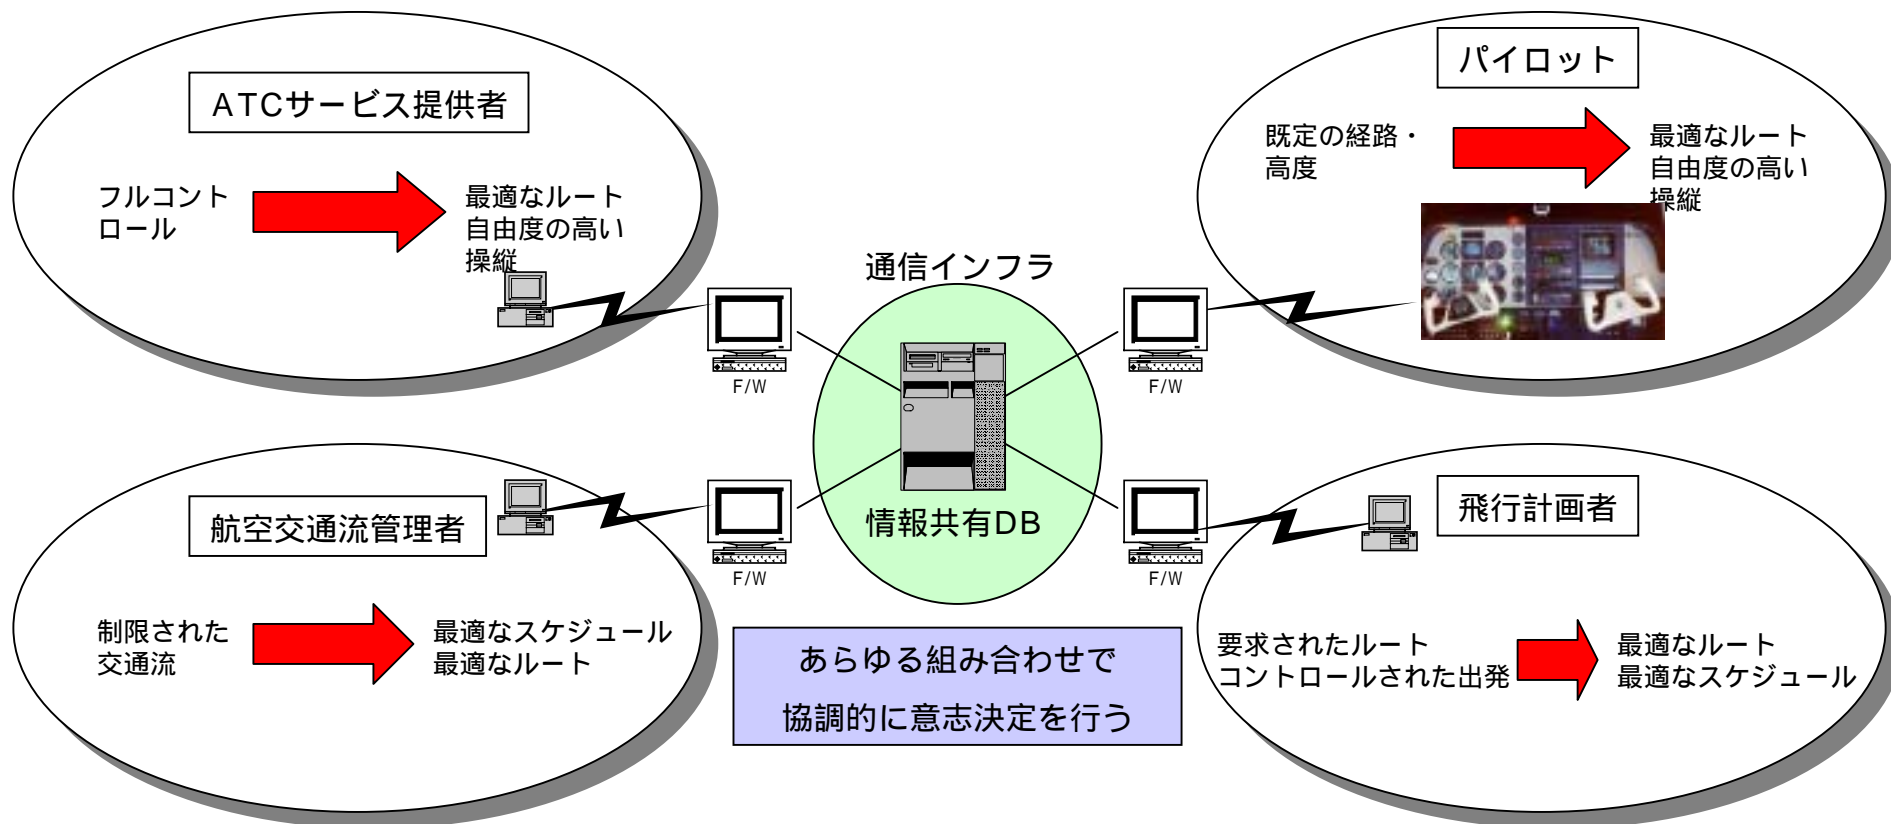 ATCサービス提供者
フルコント
ロール
最適なルート
自由度の高い
操縦
パイロット
既定の経路・
高度
最適なルート
自由度の高い
操縦
通信インフラ
F/W
F/W
情報共有DB
航空交通流管理者
制限された
交通流
最適なスケジュール
最適なルート
F/W
F/W
飛行計画者
要求されたルート
コントロールされた出発
最適なルート
最適なスケジュール
あらゆる組み合わせで
協調的に意志決定を行う